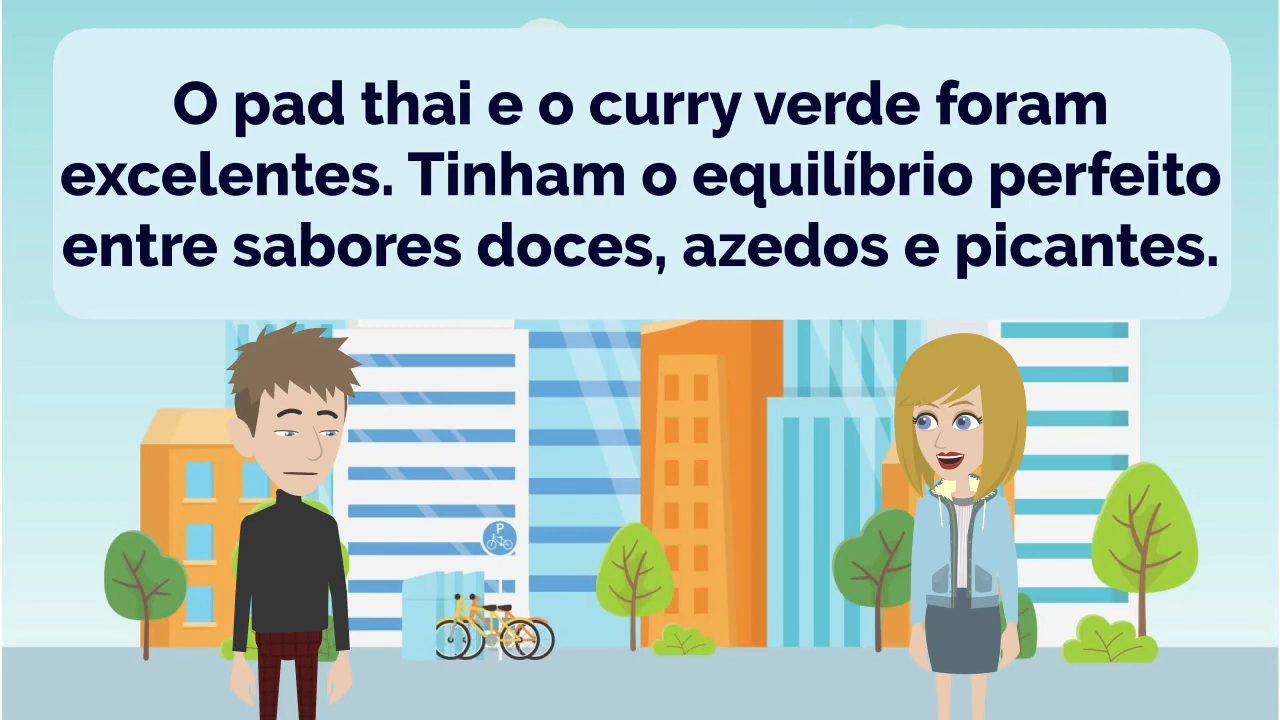 O pad thai e o curry verde foram
excelentes. Tinham o equilíbrio perfeito
entre sabores doces, azedos e picantes.
P